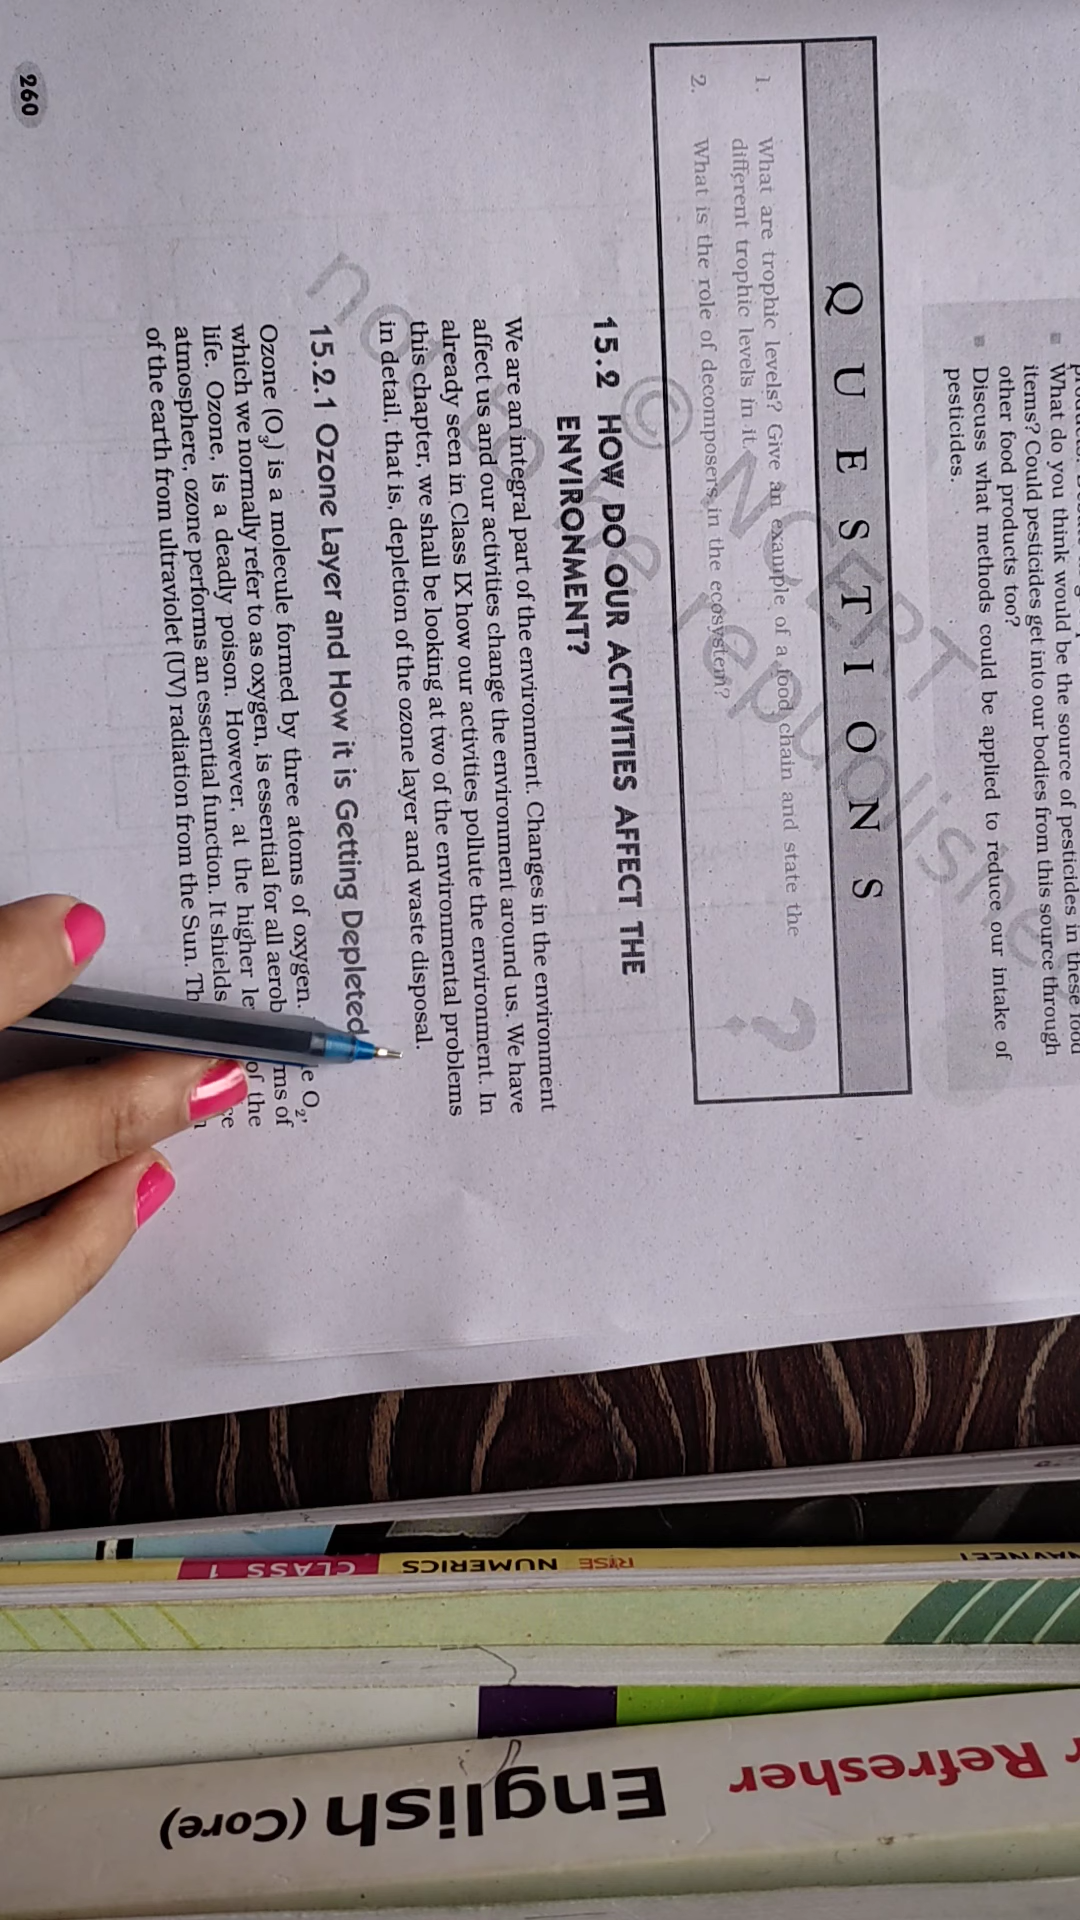 What do you think would be the source of pesticides in these food
items? Could pesticides get into our bodies from this source through
other food products too?
Discuss what methods could be applied to reduce our intake of
pesticides.
QUESTIONS
1. What are trophic levels? Give an example of a food chain and state the
different trophic levels in it.
2. What is the role of decomposers in the ecosystem?
?
15.2 HOW DO OUR ACTIVITIES AFFECT THE
ENVIRONMENT?
We are an integral part of the environment. Changes in the environment
affect us and our activities change the environment around us. We have
already seen in Class IX how our activities pollute the environment. In
this chapter, we shall be looking at two of the environmental problems
in detail, that is, depletion of the ozone layer and waste disposal.
15.2.1 Ozone Layer and How it is Getting Depleted
Ozone (O3) is a molecule formed by three atoms of oxygen. O2,
which we normally refer to as oxygen, is essential for all of
life. Ozone, is a deadly poison. However, at the higher of the
atmosphere, ozone performs an essential function. It shields
of the earth from ultraviolet (UV) radiation from the Sun.
260
© NCERT
not to be republished
RISE NUMERICS CLASS 1
Refresher
English (Core)